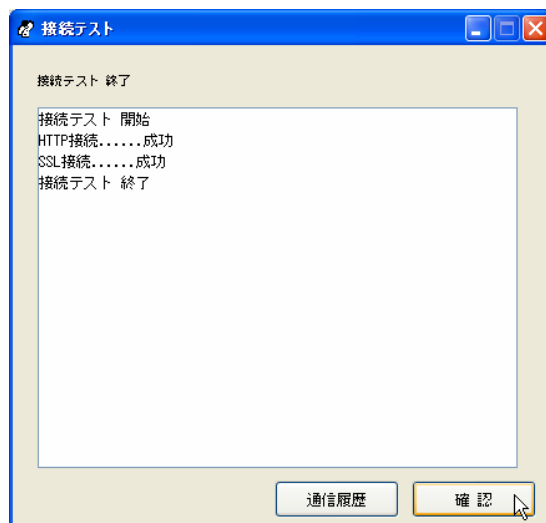 接続テスト
接続テスト 終了
接続テスト 開始
HTTP接続......成功
SSL接続......成功
接続テスト 終了
通信履歴
確 認